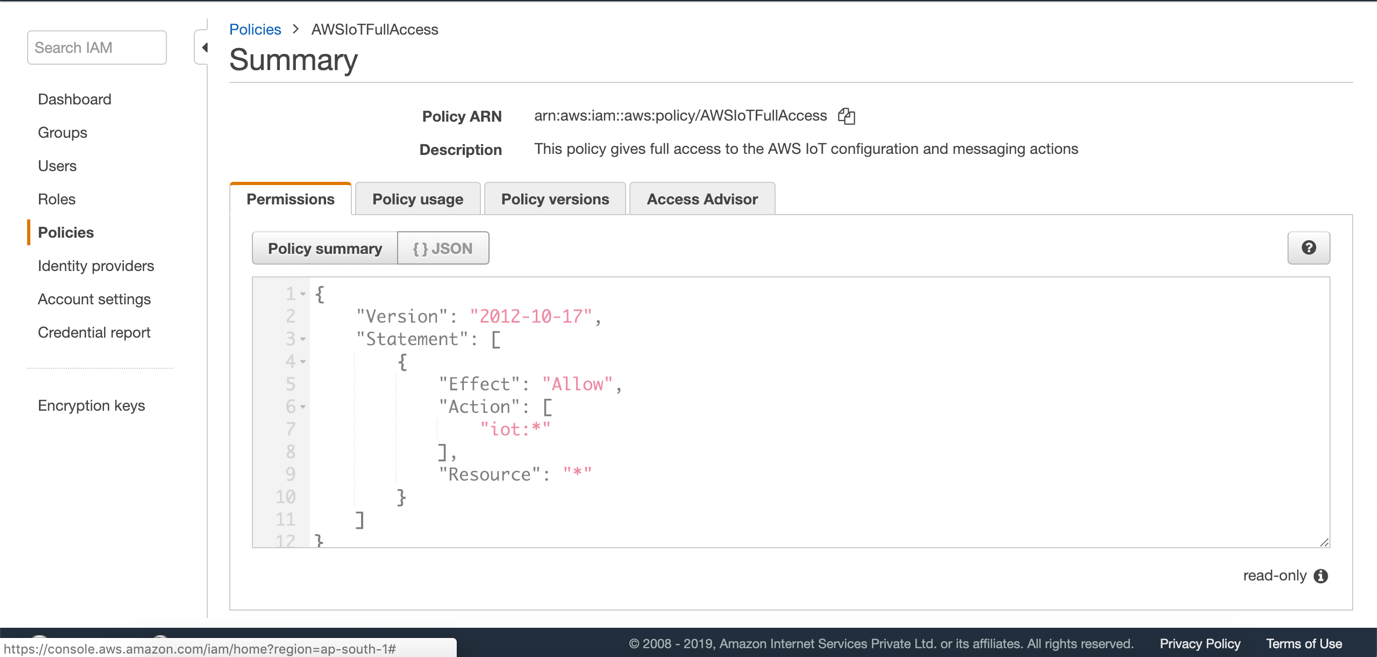 Search IAM
Dashboard
Groups
Users
Roles
Policies
Identity providers
Account settings
Credential report
Encryption keys
Policies > AWSIoTFullAccess
Summary
Policy ARN arn:aws:iam::aws:policy/AWSIoTFullAccess
Description This policy gives full access to the AWS IoT configuration and messaging actions
Permissions Policy usage Policy versions Access Advisor
Policy summary { } JSON ?
1 {
2 "Version": "2012-10-17",
3 "Statement": [
4 {
5 "Effect": "Allow",
6 "Action": [
7 "iot:*"
8 ],
9 "Resource": "*"
10 }
11 ]
12 }
read-only i
© 2008 - 2019, Amazon Internet Services Private Ltd. or its affiliates. All rights reserved. Privacy Policy Terms of Use
https://console.aws.amazon.com/iam/home?region=ap-south-1#